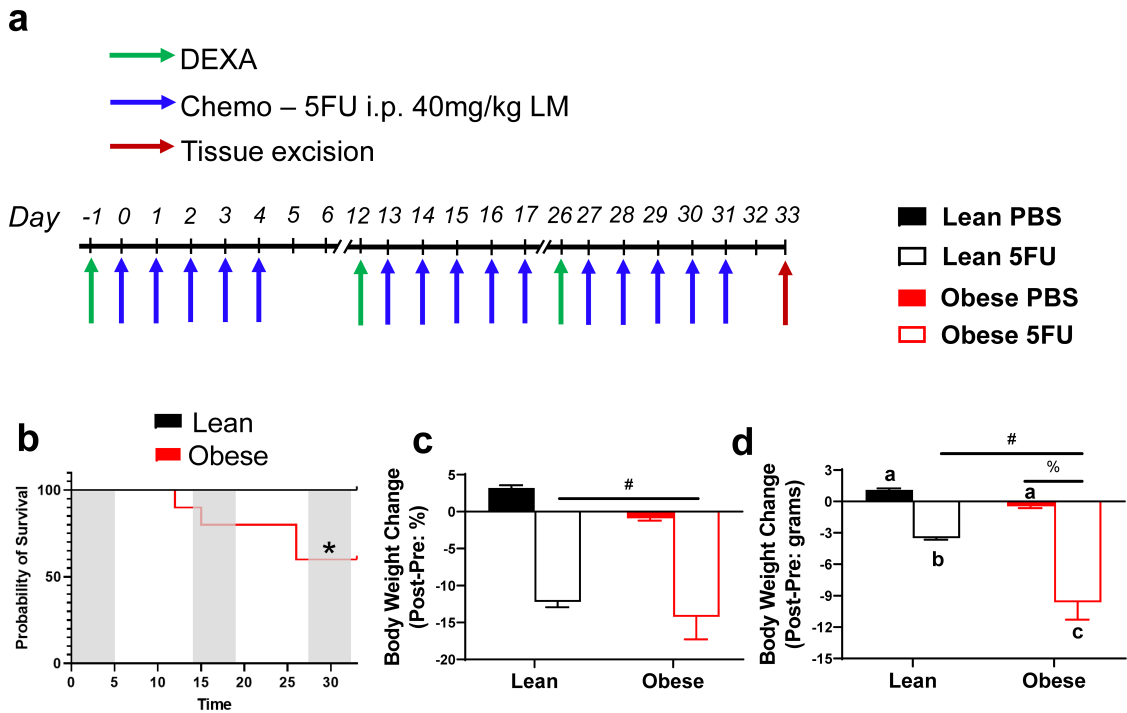 a
DEXA
Chemo – 5FU i.p. 40mg/kg LM
Tissue excision
Day -1 0 1 2 3 4 5 6 12 13 14 15 16 17 26 27 28 29 30 31 32 33
Lean PBS
Lean 5FU
Obese PBS
Obese 5FU
b
Lean
Obese
Probability of Survival
100
50
0
*
0 5 10 15 20 25 30
Time
c
Body Weight Change
(Post-Pre: %)
5
0
-5
-10
-15
-20
#
Lean Obese
d
Body Weight Change
(Post-Pre: grams)
3
0
-3
-6
-9
-12
-15
#
%
a
a
b
c
Lean Obese